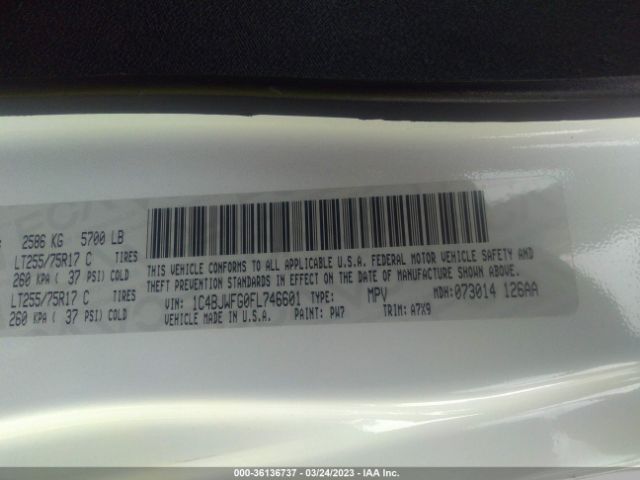 2586 KG 5700 LB
LT255/75R17 C TIRES
260 KPA ( 37 PSI) COLD
LT255/75R17 C TIRES
260 KPA ( 37 PSI) COLD
THIS VEHICLE CONFORMS TO ALL APPLICABLE U.S.A. FEDERAL MOTOR VEHICLE SAFETY AND
THEFT PREVENTION STANDARDS IN EFFECT ON THE DATE OF MANUFACTURE SHOWN ABOVE.
VIN: 1C4BJWFG0FL746601 TYPE: MPV MDH: 073014 126AA
VEHICLE MADE IN U.S.A. PAINT: PW7 TRIM: A7X9
000-36136737 - 03/24/2023 - IAA Inc.